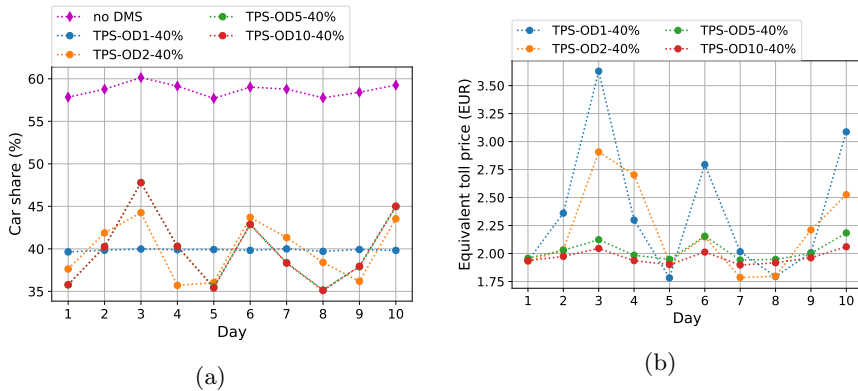 no DMS
TPS-OD1-40%
TPS-OD2-40%
TPS-OD5-40%
TPS-OD10-40%
Car share (%)
60
55
50
45
40
35
1 2 3 4 5 6 7 8 9 10
Day
(a)
TPS-OD1-40%
TPS-OD2-40%
TPS-OD5-40%
TPS-OD10-40%
Equivalent toll price (EUR)
3.50
3.25
3.00
2.75
2.50
2.25
2.00
1.75
1 2 3 4 5 6 7 8 9 10
Day
(b)